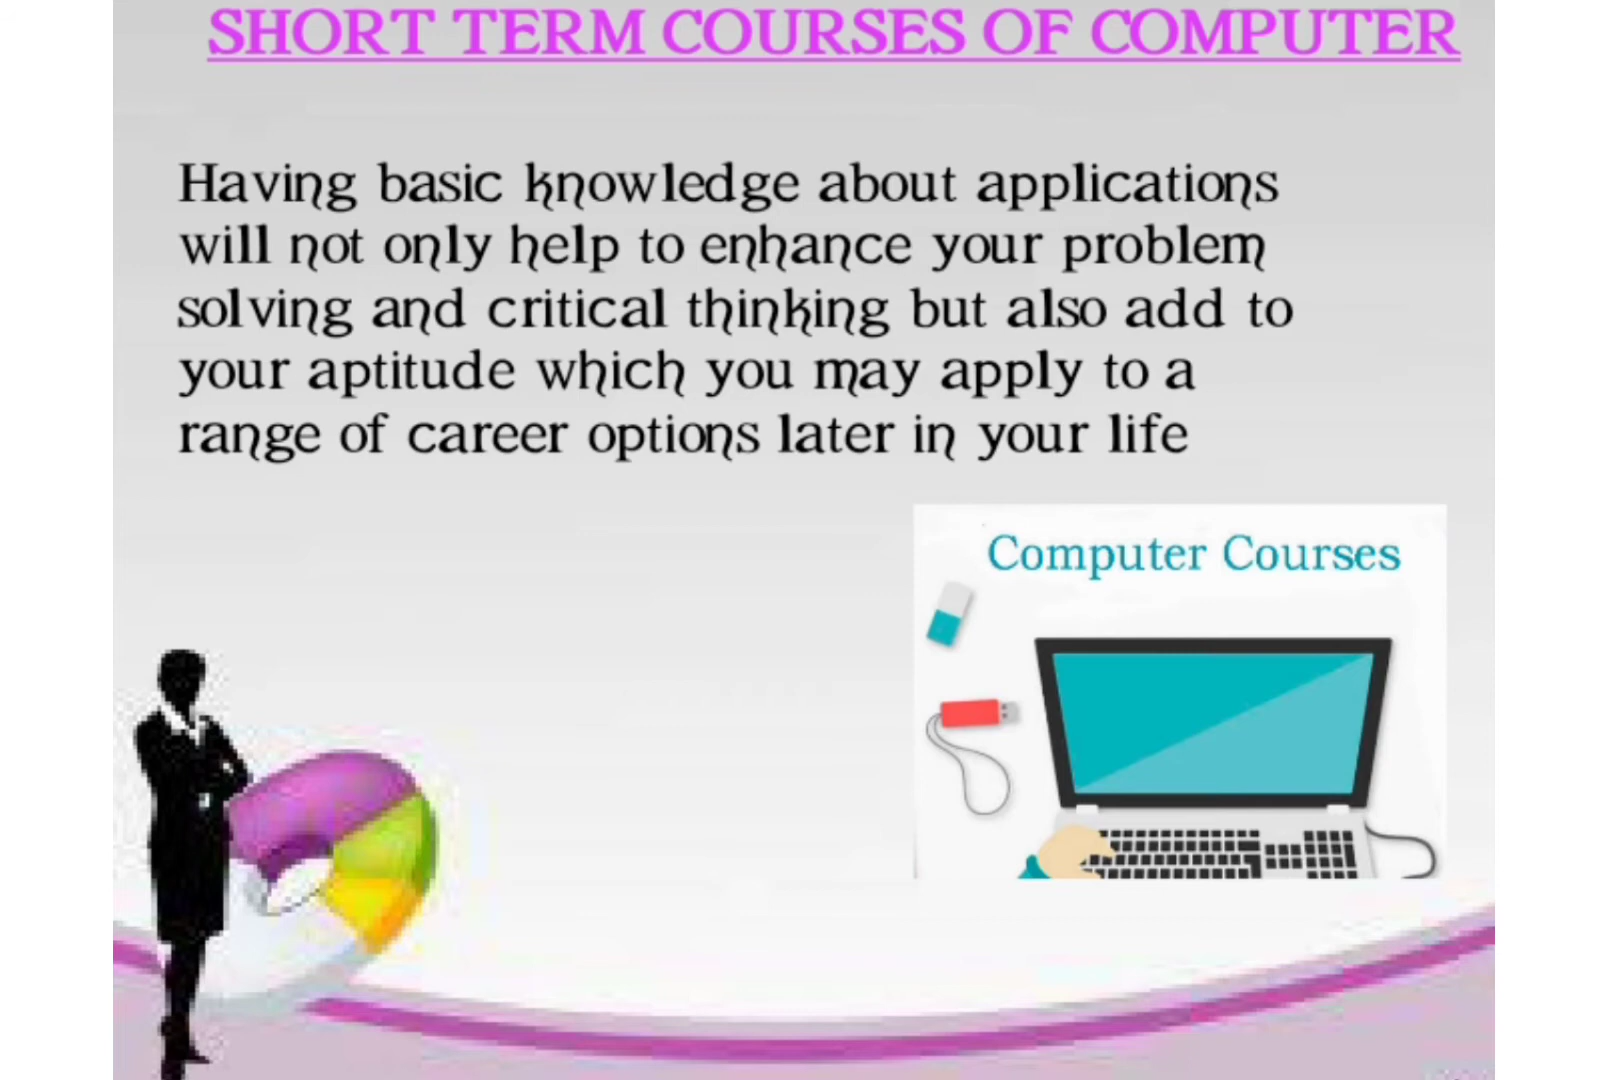 SHORT TERM COURSES OF COMPUTER
Having basic knowledge about applications
will not only help to enhance your problem
solving and critical thinking but also add to
your aptitude which you may apply to a
range of career options later in your life
Computer Courses